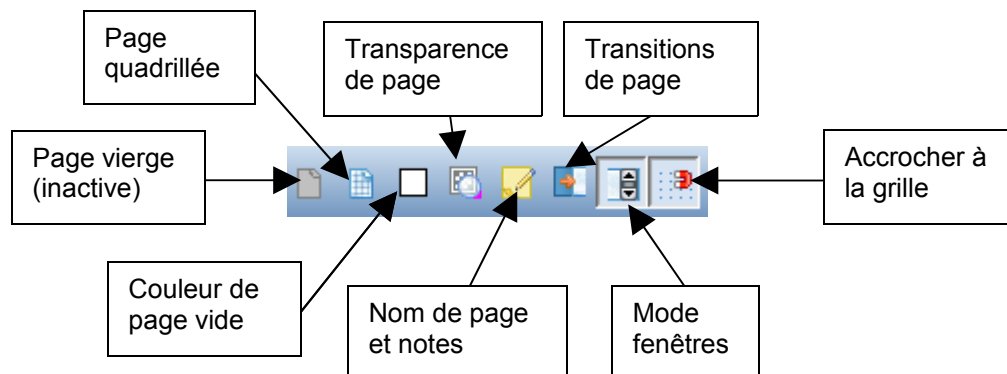 Page
quadrillée
Transparence
de page
Transitions
de page
Page vierge
(inactive)
Accrocher à
la grille
Couleur de
page vide
Nom de page
et notes
Mode
fenêtres